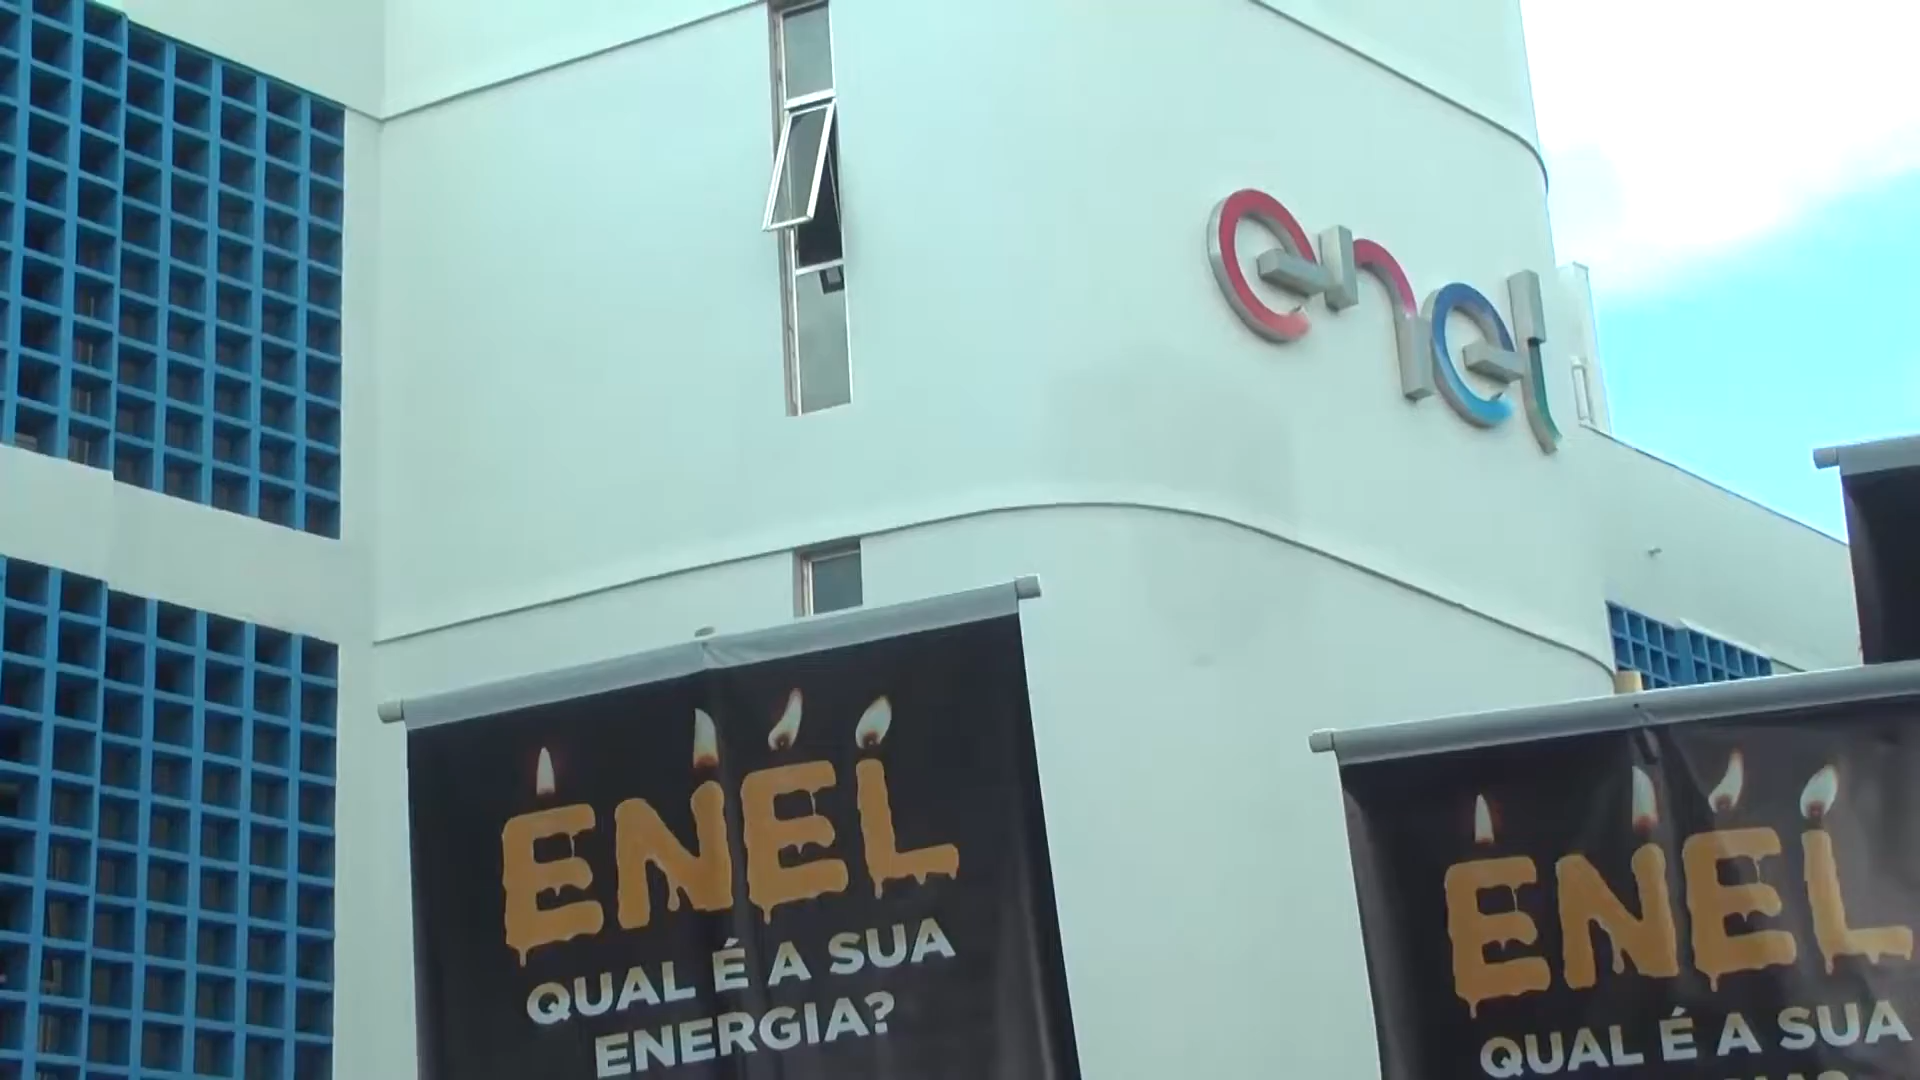 enel
ENEL
QUAL É A SUA
ENERGIA?
ENEL
QUAL É A SUA